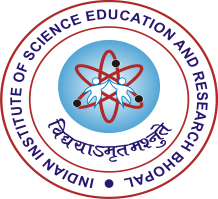 INDIAN INSTITUTE OF SCIENCE EDUCATION AND RESEARCH BHOPAL
विद्ययाऽमृतमश्नुते